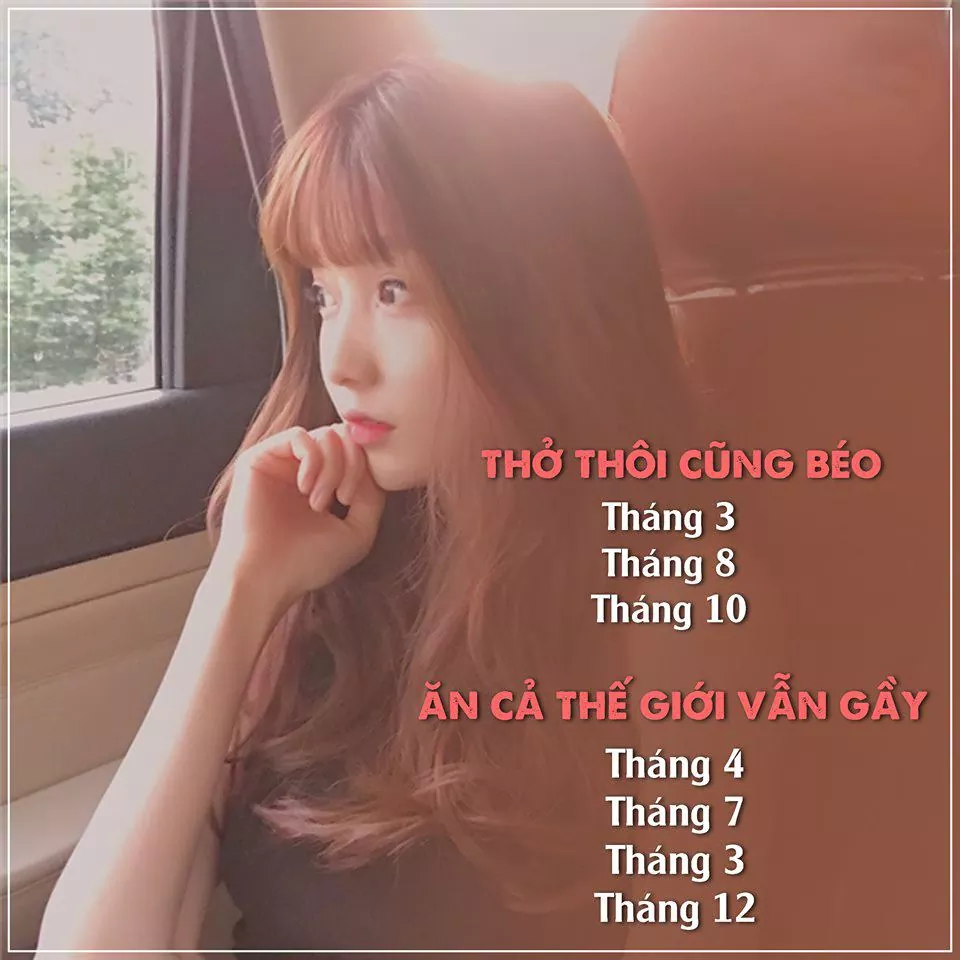 THỞ THÔI CŨNG BÉO
Tháng 3
Tháng 8
Tháng 10
ĂN CẢ THẾ GIỚI VẪN GẦY
Tháng 4
Tháng 7
Tháng 3
Tháng 12